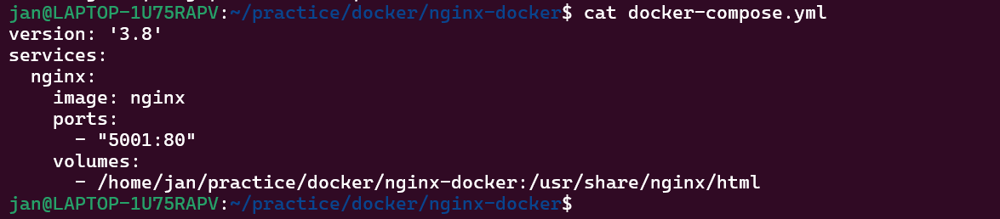 jan@LAPTOP-1U75RAPV:~/practice/docker/nginx-docker$ cat docker-compose.yml
version: '3.8'
services:
  nginx:
    image: nginx
    ports:
      - "5001:80"
    volumes:
      - /home/jan/practice/docker/nginx-docker:/usr/share/nginx/html
jan@LAPTOP-1U75RAPV:~/practice/docker/nginx-docker$